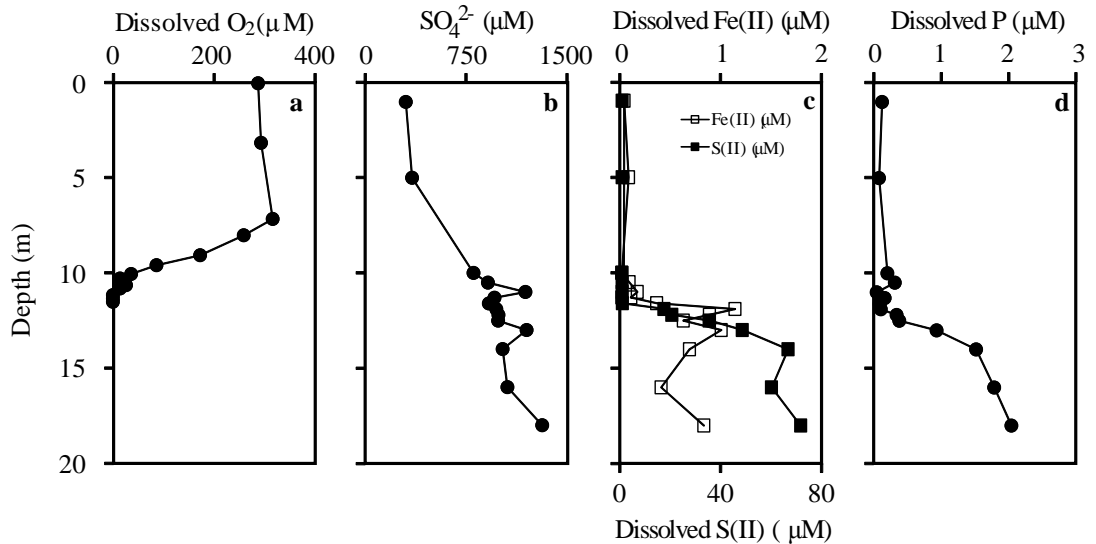 Dissolved O2(μM)
0 200 400
SO4 2- (μM)
0 750 1500
Dissolved Fe(II) (μM)
0 1 2
Dissolved P (μM)
0 1 2 3
Depth (m)
0
5
10
15
20
a
b
c
Fe(II) (μM)
S(II) (μM)
d
0 40 80
Dissolved S(II) ( μM)